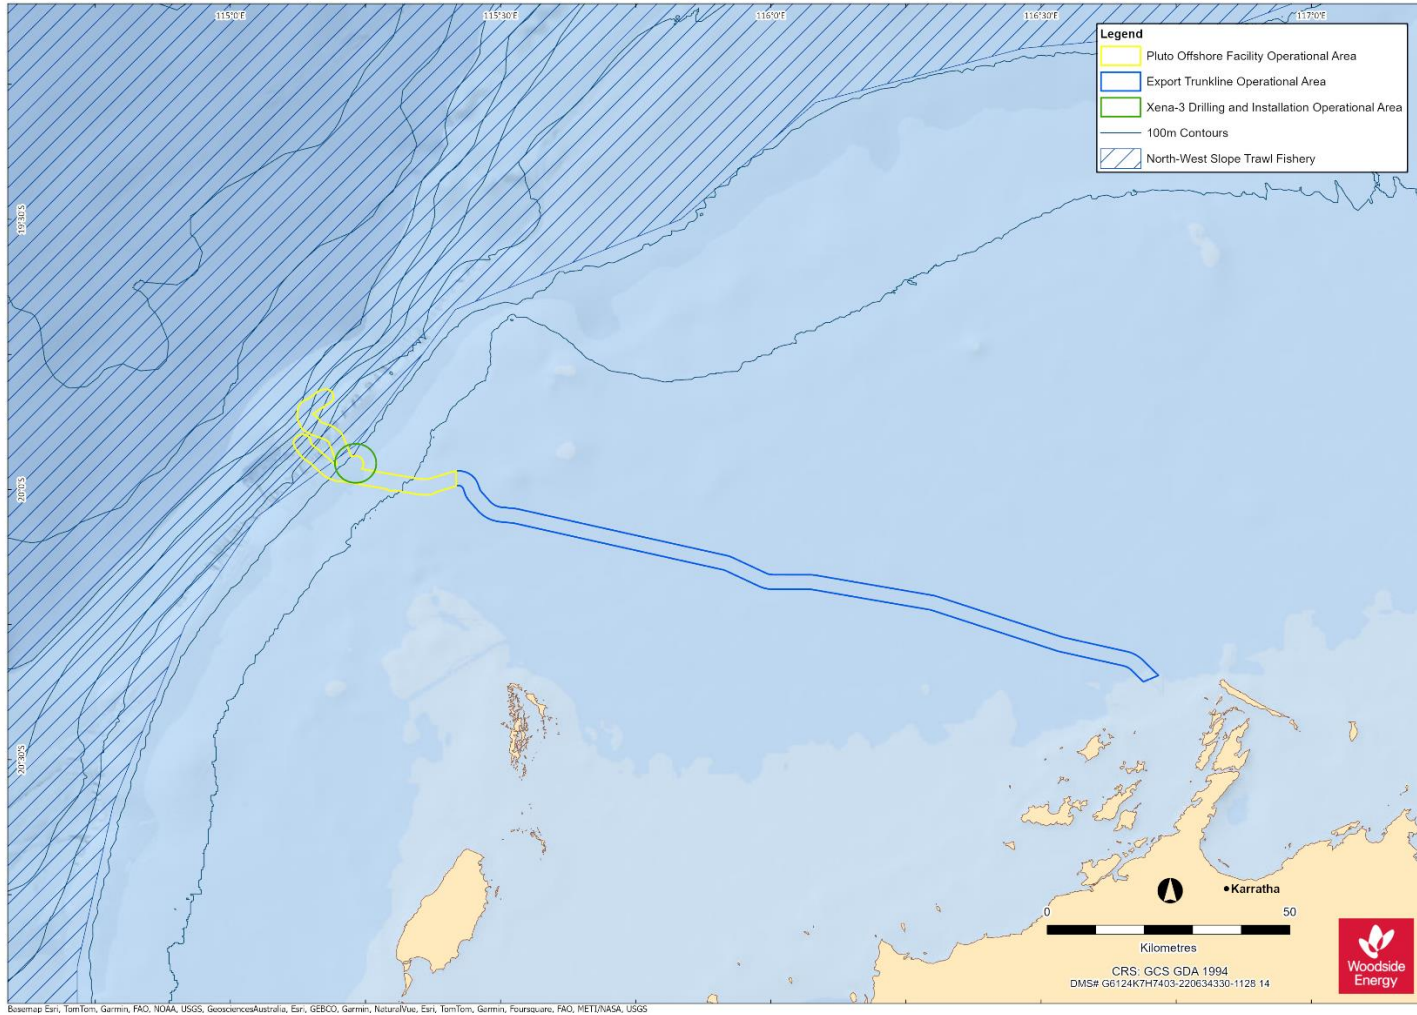 115°0'E
115°30'E
116°0'E
116°30'E
117°0'E
Legend
Pluto Offshore Facility Operational Area
Export Trunkline Operational Area
Xena-3 Drilling and Installation Operational Area
100m Contours
North-West Slope Trawl Fishery
19°30'S
20°0'S
20°30'S
Karratha
0 50
Kilometres
CRS: GCS GDA 1994
DMS# G6124K7H7403-220634330-1128 14
Woodside
Energy
Basemap Esri, TomTom, Garmin, FAO, NOAA, USGS, GeosciencesAustralia, Esri, GEBCO, Garmin, NaturalVue, Esri, TomTom, Garmin, Foursquare, FAO, METI/NASA, USGS